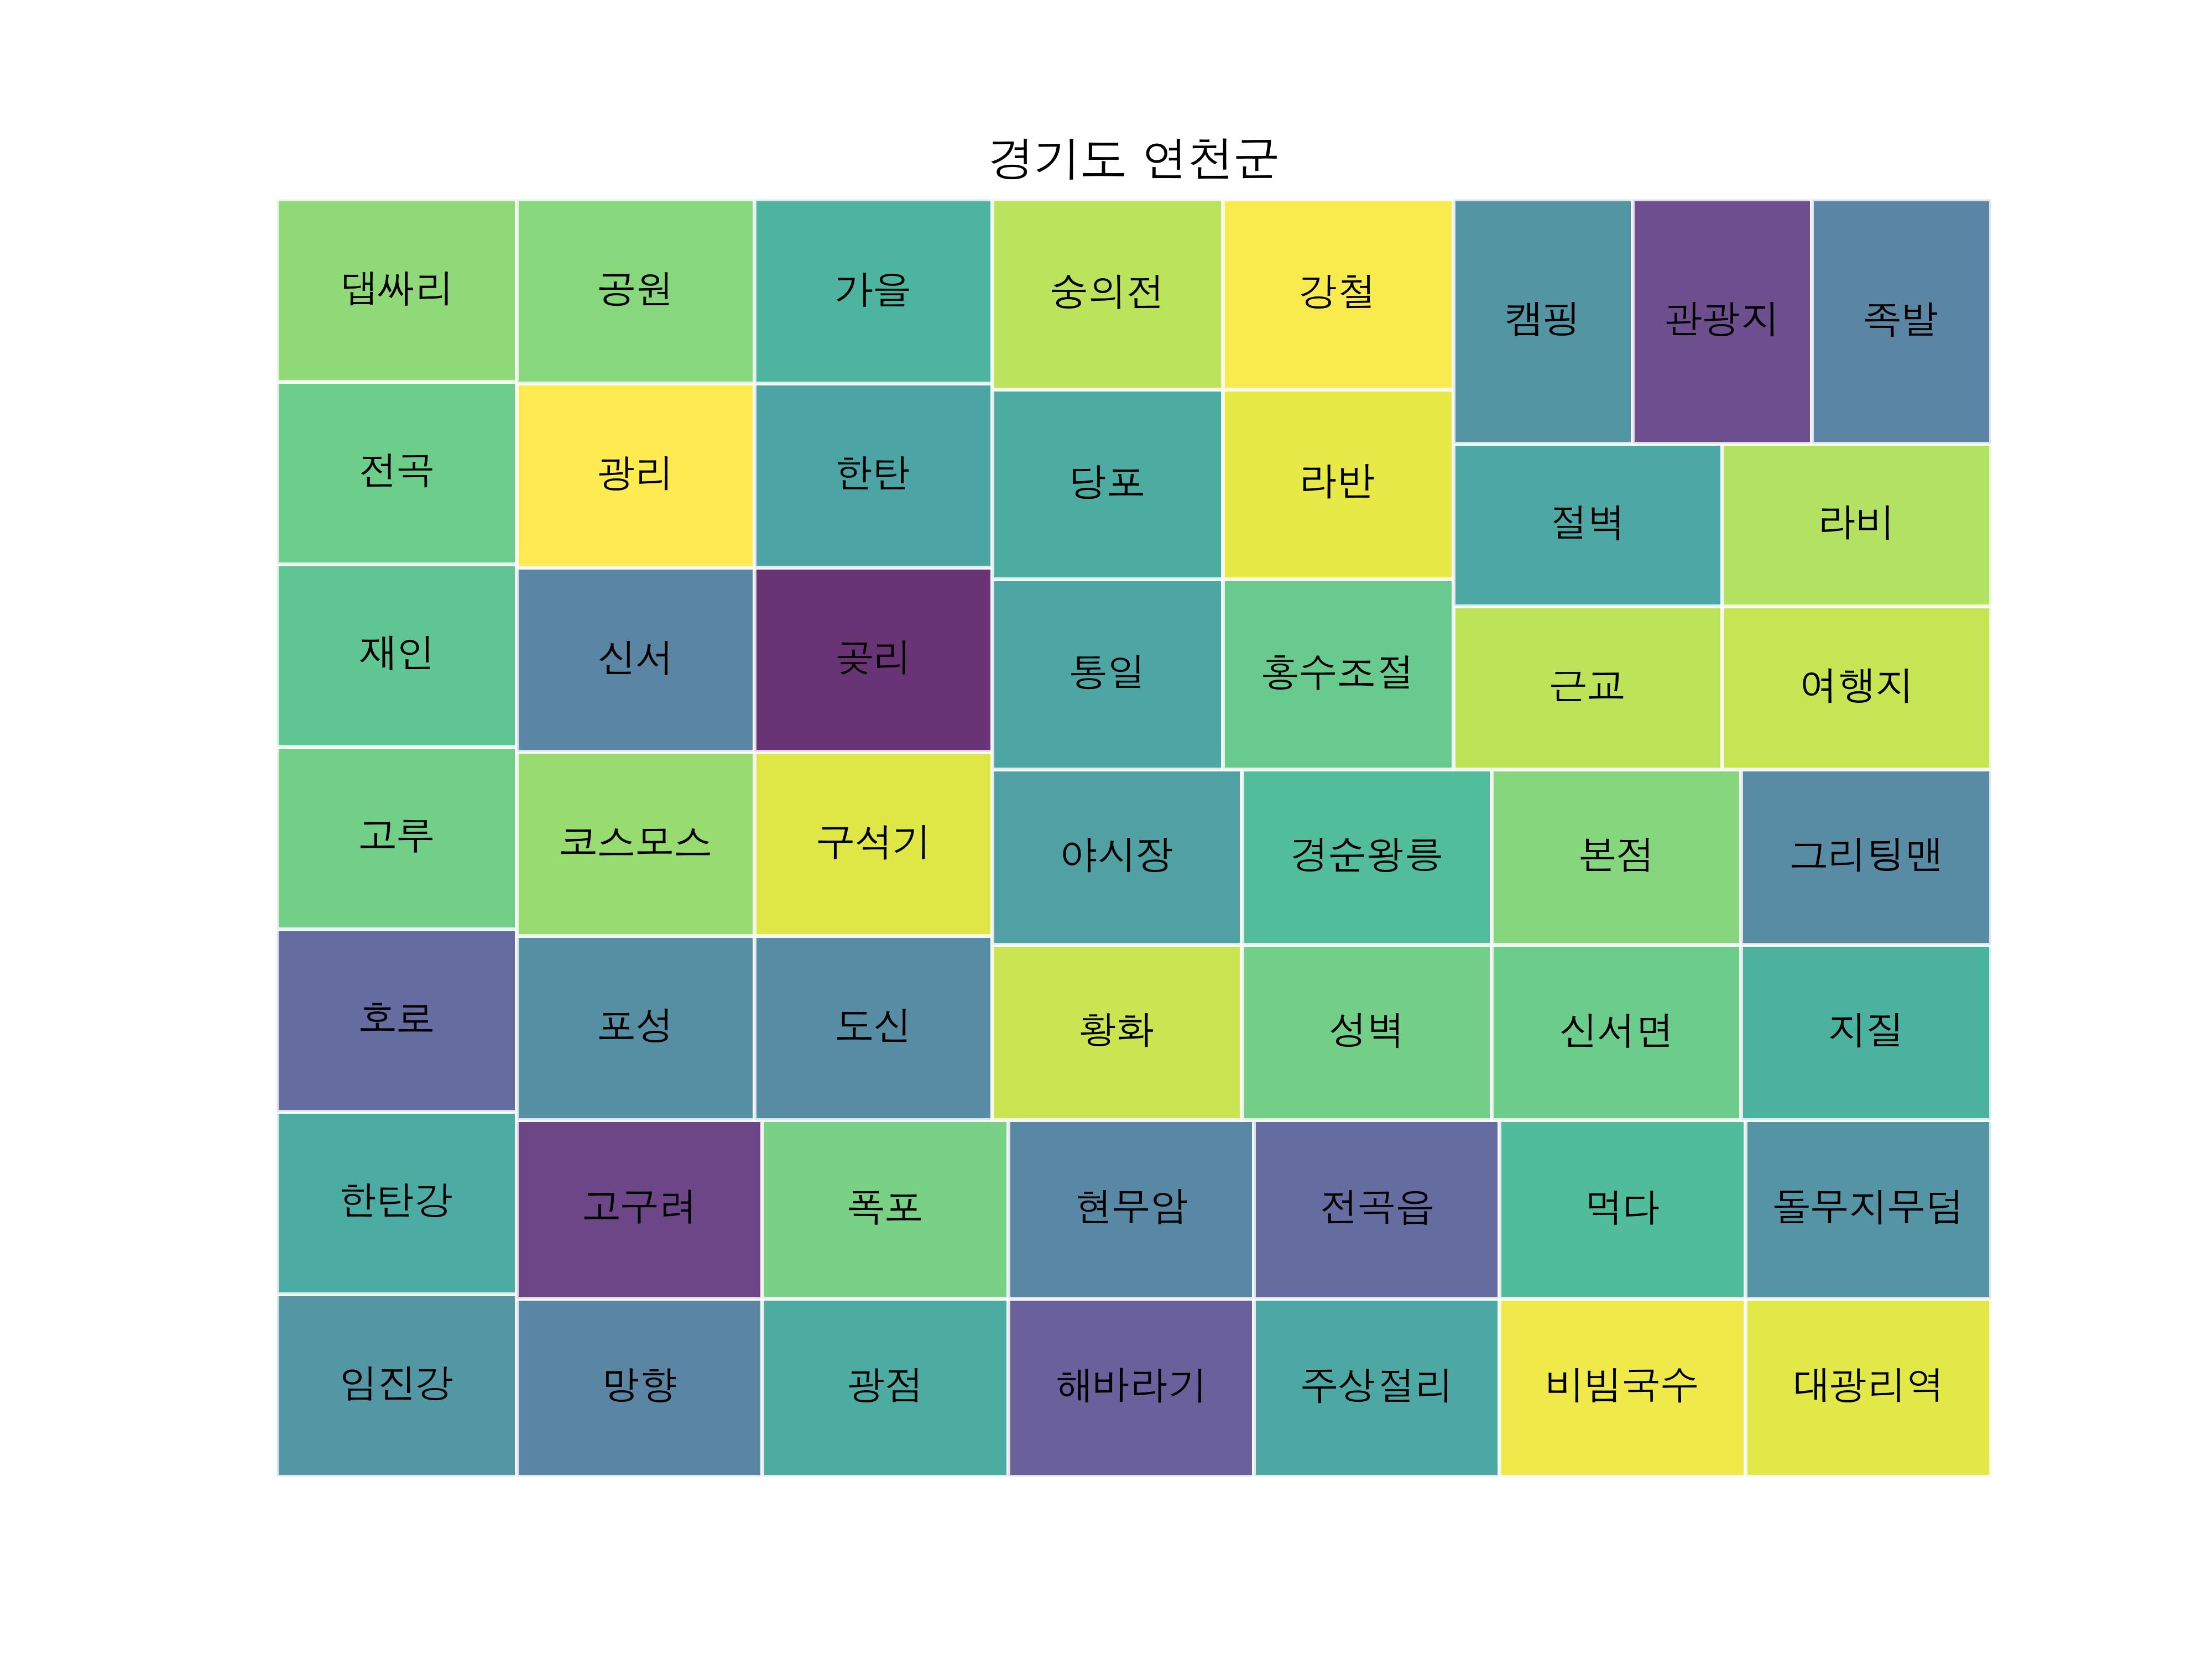 경기도 연천군
댑싸리
공원
가을
숭의전
강철
캠핑
관광지
족발
전곡
광리
한탄
당포
라반
절벽
라비
재인
신서
곶리
통일
홍수조절
근교
여행지
고루
코스모스
구석기
야시장
경순왕릉
본점
그리팅맨
호로
포성
도신
황화
성벽
신서면
지질
한탄강
고구려
폭포
현무암
전곡읍
먹다
돌무지무덤
임진강
망향
광점
해바라기
주상절리
비빔국수
대광리역